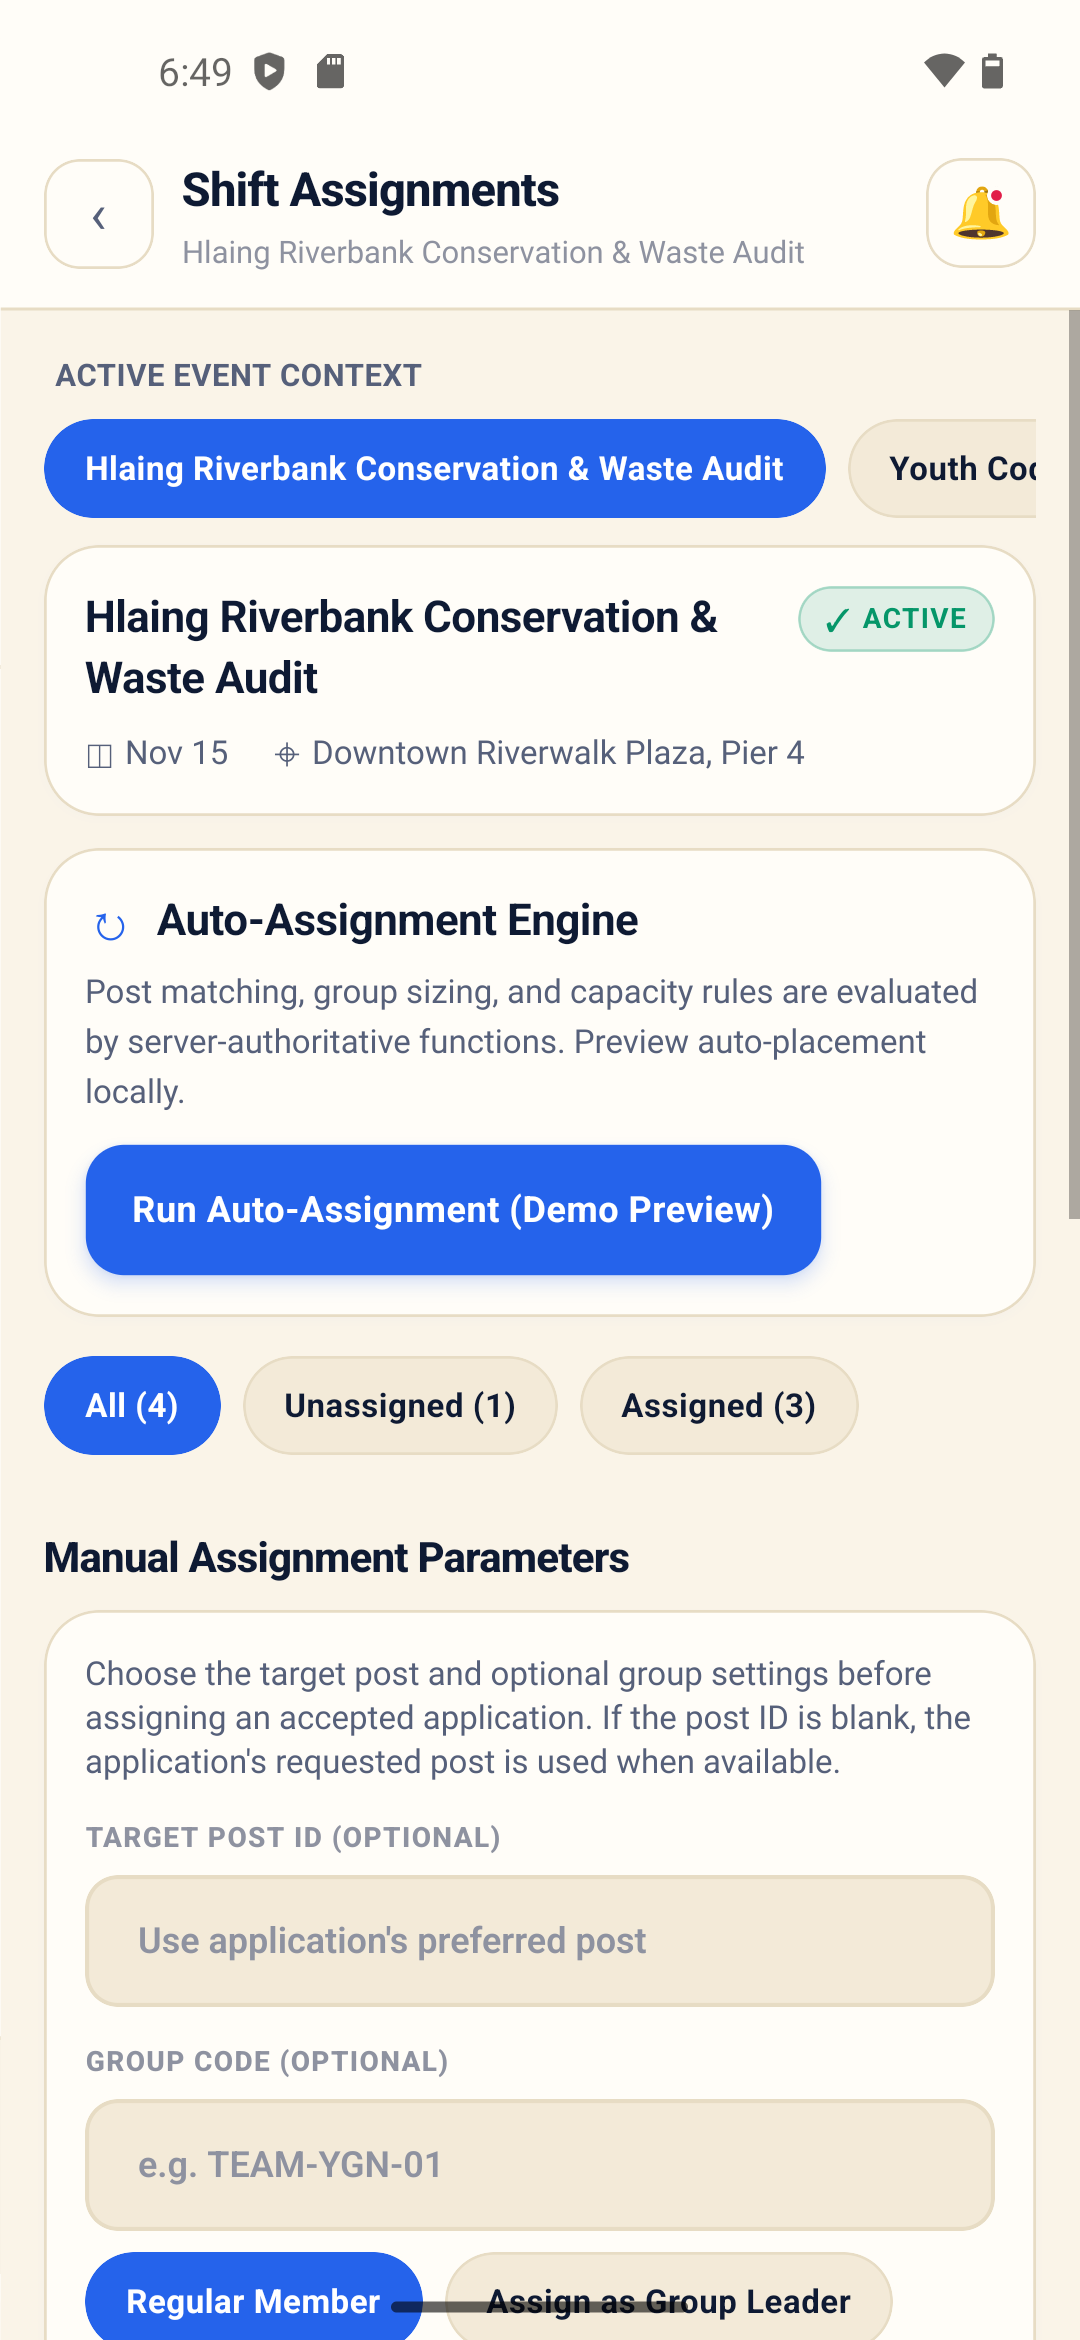 6:49
‹
Shift Assignments
Hlaing Riverbank Conservation & Waste Audit
ACTIVE EVENT CONTEXT
Hlaing Riverbank Conservation & Waste Audit
Youth Coc
Hlaing Riverbank Conservation &
Waste Audit
✓ ACTIVE
Nov 15
Downtown Riverwalk Plaza, Pier 4
Auto-Assignment Engine
Post matching, group sizing, and capacity rules are evaluated
by server-authoritative functions. Preview auto-placement
locally.
Run Auto-Assignment (Demo Preview)
All (4)
Unassigned (1)
Assigned (3)
Manual Assignment Parameters
Choose the target post and optional group settings before
assigning an accepted application. If the post ID is blank, the
application's requested post is used when available.
TARGET POST ID (OPTIONAL)
Use application's preferred post
GROUP CODE (OPTIONAL)
e.g. TEAM-YGN-01
Regular Member
Assign as Group Leader